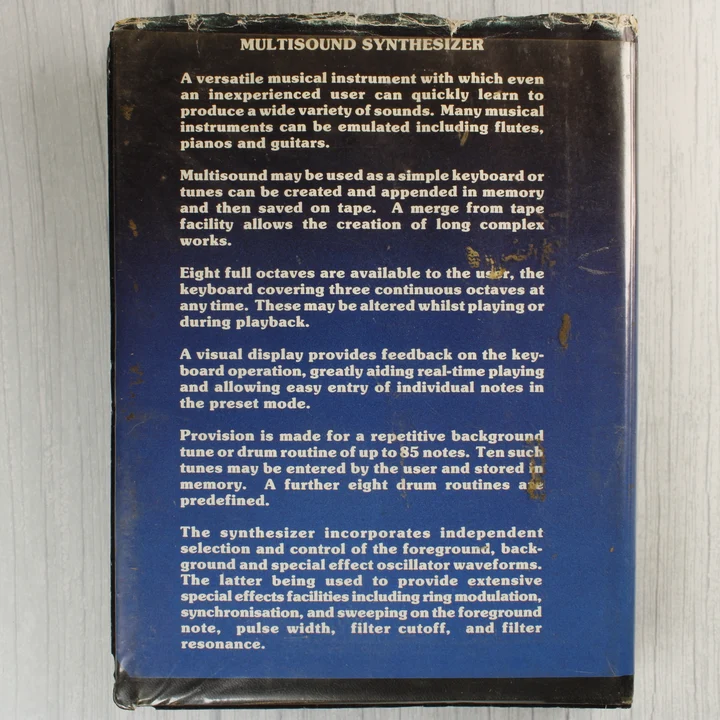 MULTISOUND SYNTHESIZER
A versatile musical instrument with which even
an inexperienced user can quickly learn to
produce a wide variety of sounds. Many musical
instruments can be emulated including flutes,
pianos and guitars.
Multisound may be used as a simple keyboard or
tunes can be created and appended in memory
and then saved on tape. A merge from tape
facility allows the creation of long complex
works.
Eight full octaves are available to the user, the
keyboard covering three continuous octaves at
any time. These may be altered whilst playing or
during playback.
A visual display provides feedback on the key-
board operation, greatly aiding real-time playing
and allowing easy entry of individual notes in
the preset mode.
Provision is made for a repetitive background
tune or drum routine of up to 85 notes. Ten such
tunes may be entered by the user and stored in
memory. A further eight drum routines are
predefined.
The synthesizer incorporates independent
selection and control of the foreground, back-
ground and special effect oscillator waveforms.
The latter being used to provide extensive
special effects facilities including ring modulation,
synchronisation, and sweeping on the foreground
note, pulse width, filter cutoff, and filter
resonance.